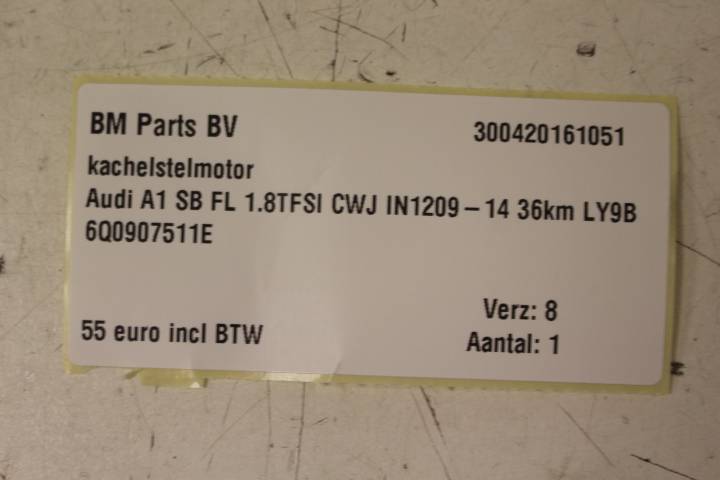 BM Parts BV 300420161051
kachelstelmotor
Audi A1 SB FL 1.8TFSI CWJ IN1209 – 14 36km LY9B
6Q0907511E
Verz: 8
55 euro incl BTW Aantal: 1